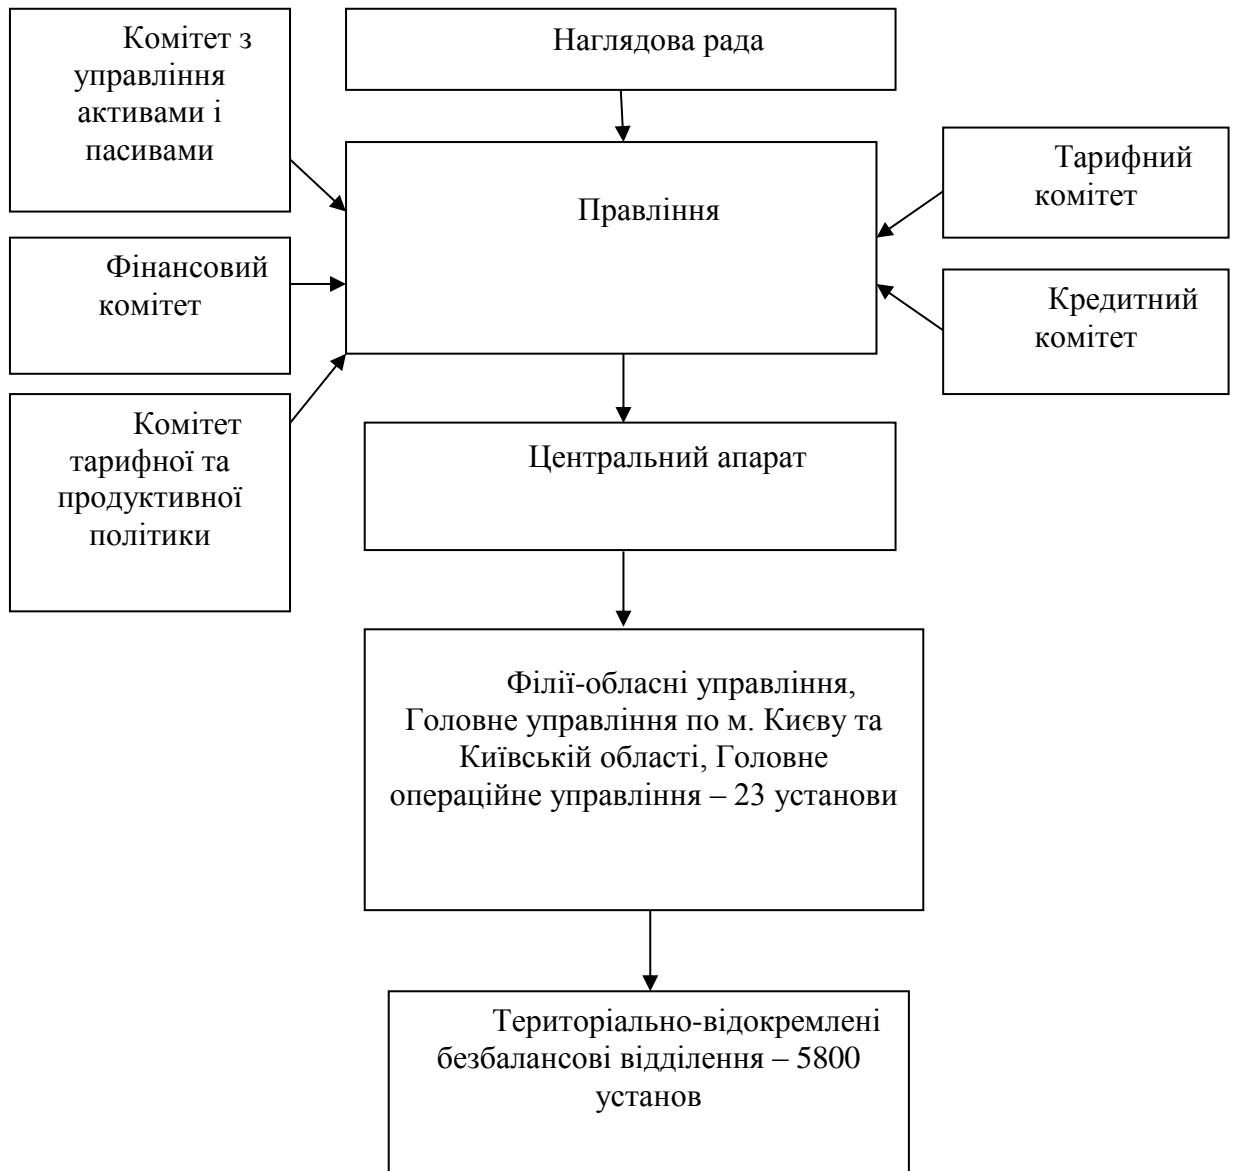 Комітет з
управління
активами і
пасивами
Наглядова рада
Правління
Тарифний
комітет
Фінансовий
комітет
Кредитний
комітет
Комітет
тарифної та
продуктивної
політики
Центральний апарат
Філії-обласні управління,
Головне управління по м. Києву та
Київській області, Головне
операційне управління – 23 установи
Територіально-відокремлені
безбалансові відділення – 5800
установ